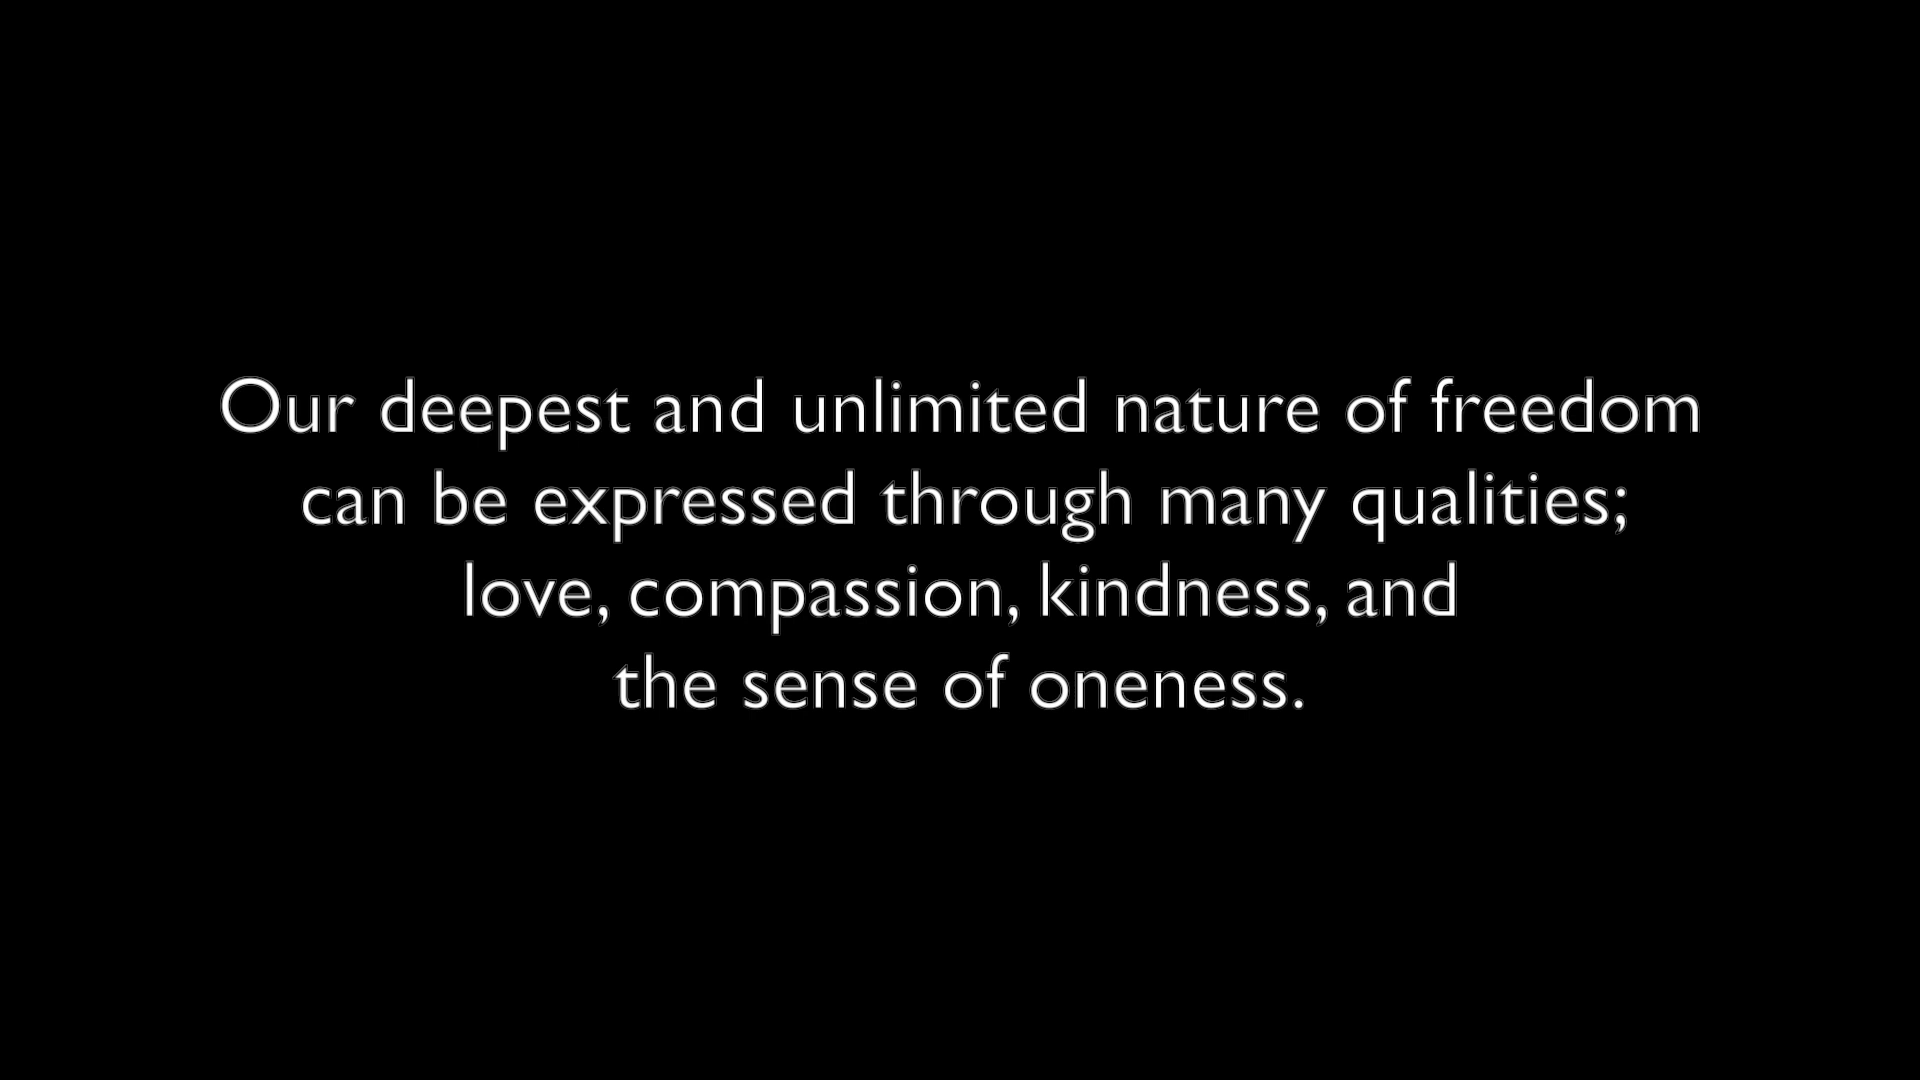 Our deepest and unlimited nature of freedom
can be expressed through many qualities;
love, compassion, kindness, and
the sense of oneness.